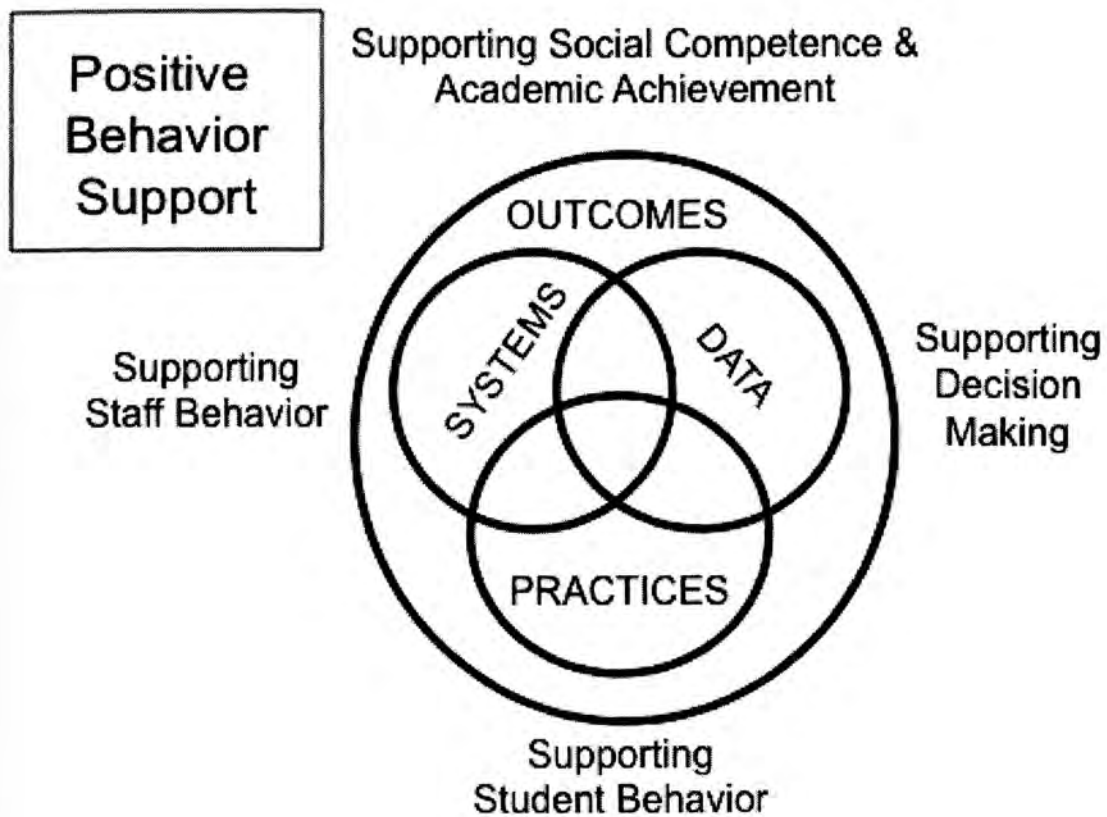 Positive
Behavior
Support
Supporting Social Competence &
Academic Achievement
OUTCOMES
SYSTEMS
DATA
PRACTICES
Supporting
Staff Behavior
Supporting
Decision
Making
Supporting
Student Behavior